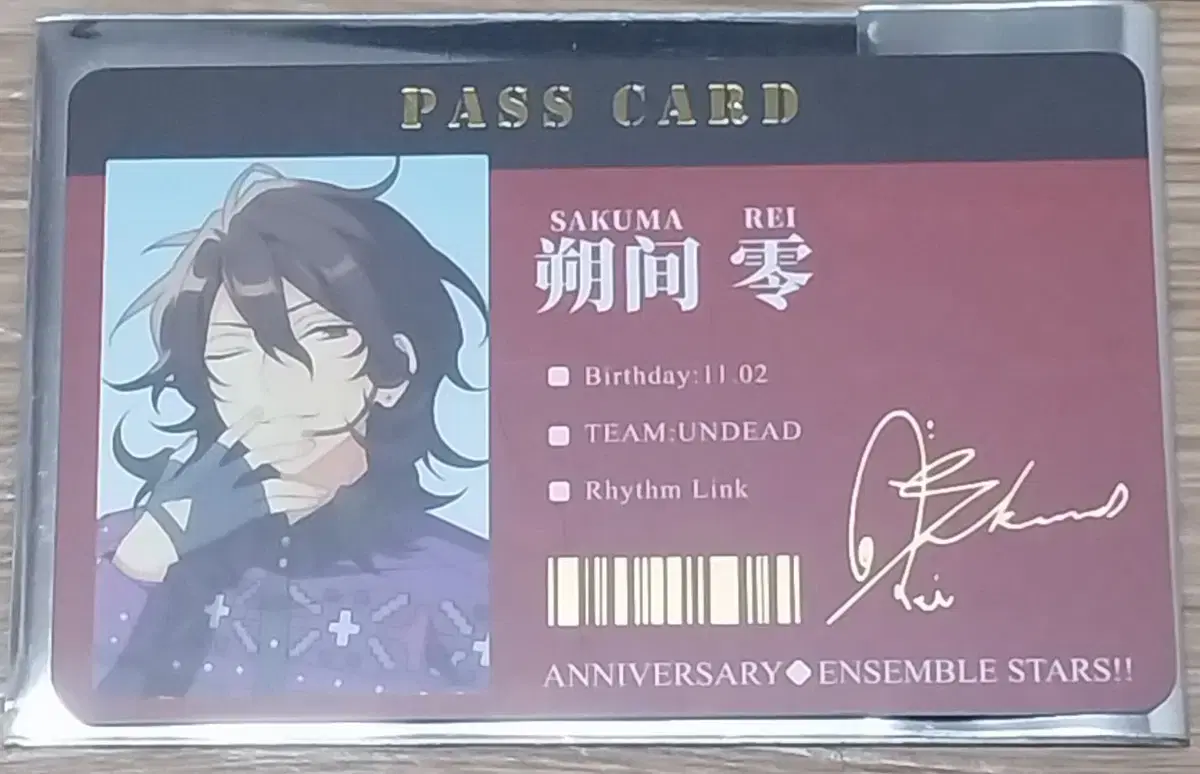 PASS CARD
SAKUMA REI
朔间 零
Birthday:11.02
TEAM:UNDEAD
Rhythm Link
ANNIVERSARY◆ENSEMBLE STARS!!